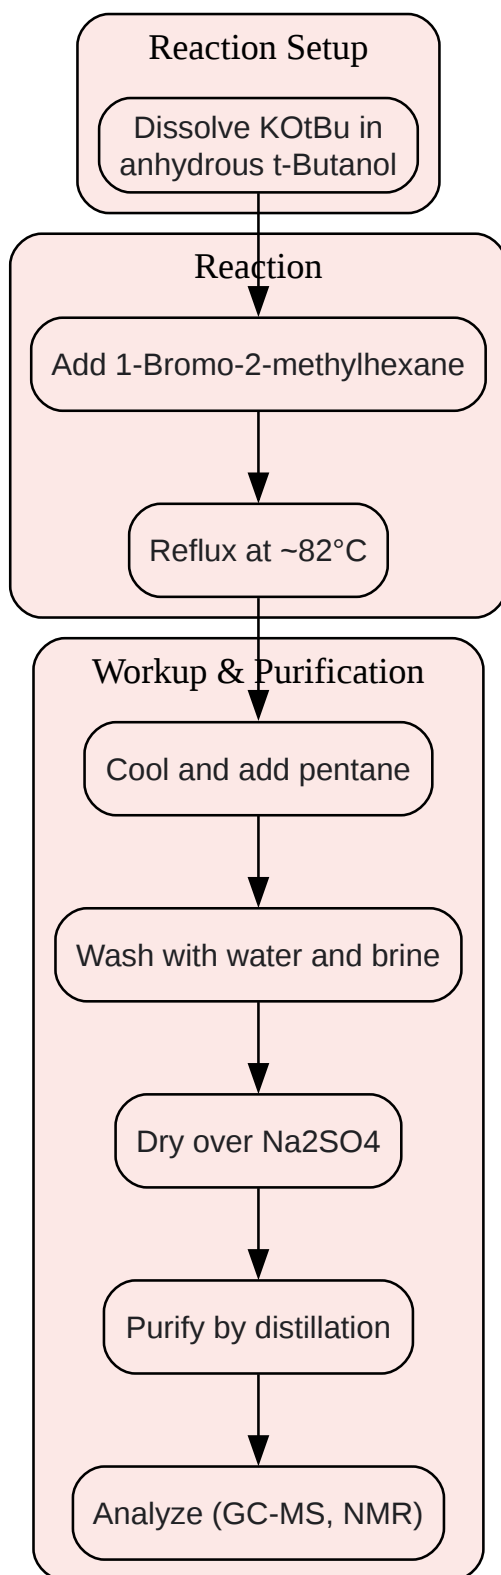 Reaction Setup
Dissolve KOtBu in
anhydrous t-Butanol
Reaction
Add 1-Bromo-2-methylhexane
Reflux at ~82°C
Workup & Purification
Cool and add pentane
Wash with water and brine
Dry over Na2SO4
Purify by distillation
Analyze (GC-MS, NMR)